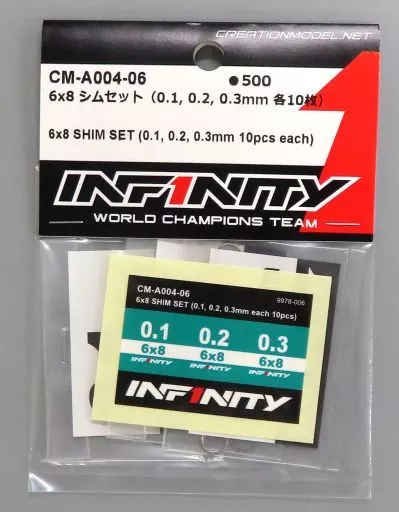 CREATIONMODEL.NET
CM-A004-06 ●500
6x8 シムセット（0.1, 0.2, 0.3mm 各10枚）
6x8 SHIM SET (0.1, 0.2, 0.3mm 10pcs each)
INF1NITY
WORLD CHAMPIONS TEAM
CM-A004-06
6x8 SHIM SET (0.1, 0.2, 0.3mm each 10pcs)
9978-006
0.1 0.2 0.3
6x8 6x8 6x8
INF1NITY INF1NITY INF1NITY
INF1NITY